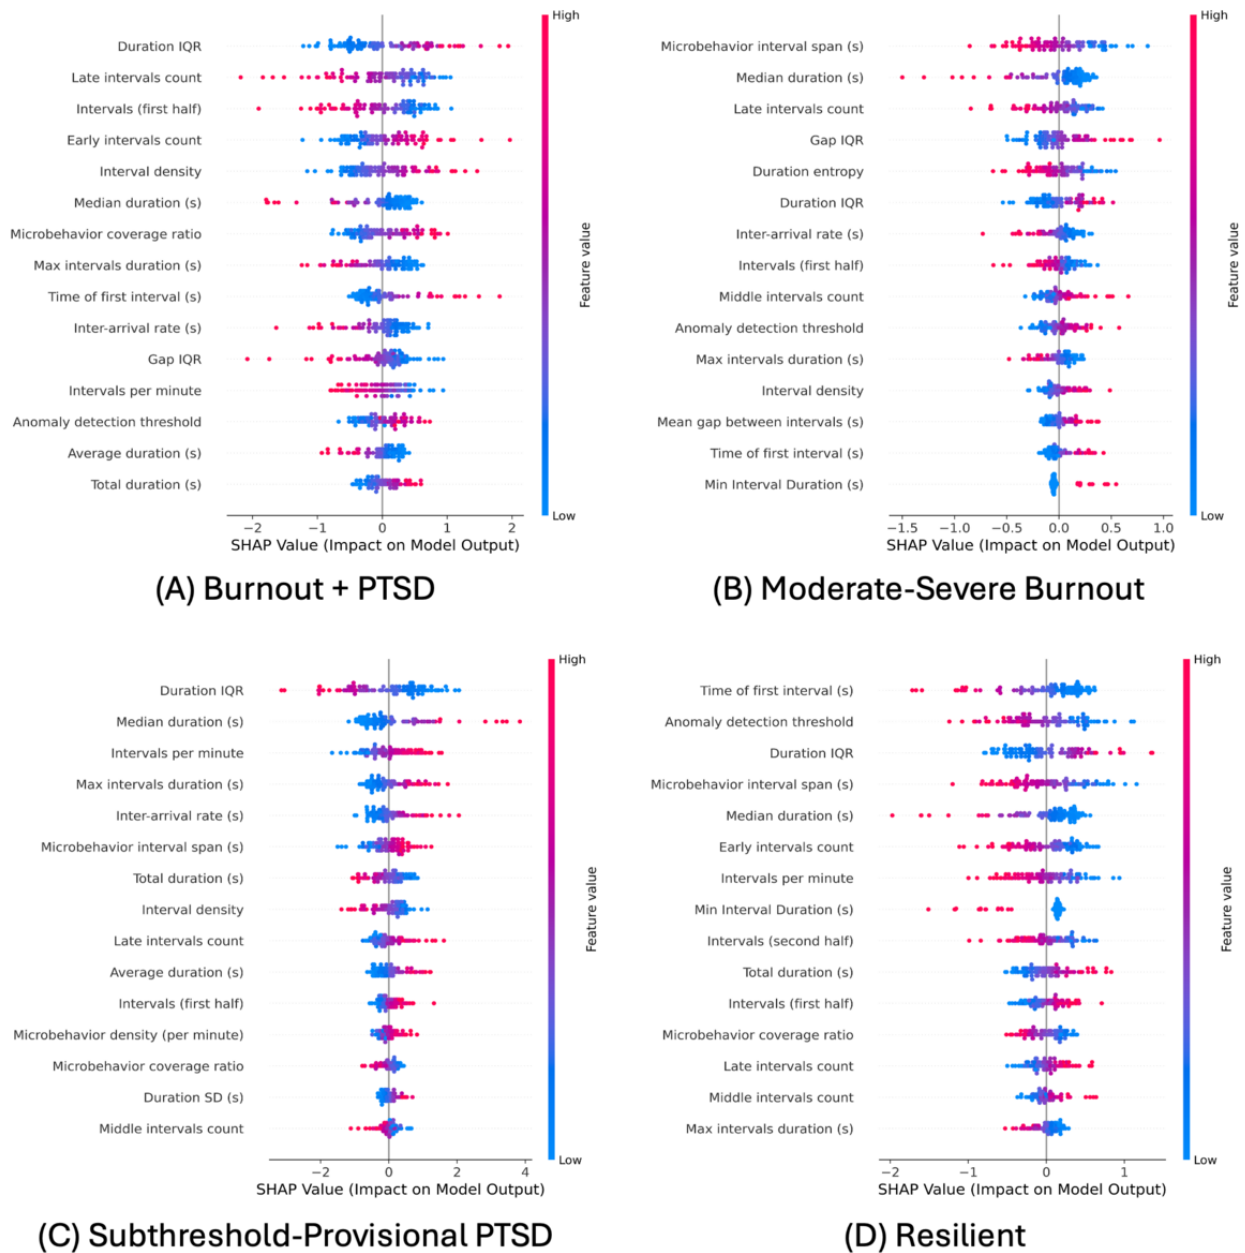 High
Duration IQR
Late intervals count
Intervals (first half)
Early intervals count
Interval density
Median duration (s)
Microbehavior coverage ratio
Max intervals duration (s)
Time of first interval (s)
Inter-arrival rate (s)
Gap IQR
Intervals per minute
Anomaly detection threshold
Average duration (s)
Total duration (s)
Feature value
Low
−2 −1 0 1 2
SHAP Value (Impact on Model Output)
(A) Burnout + PTSD
High
Microbehavior interval span (s)
Median duration (s)
Late intervals count
Gap IQR
Duration entropy
Duration IQR
Inter-arrival rate (s)
Intervals (first half)
Middle intervals count
Anomaly detection threshold
Max intervals duration (s)
Interval density
Mean gap between intervals (s)
Time of first interval (s)
Min Interval Duration (s)
Feature value
Low
−1.5 −1.0 −0.5 0.0 0.5 1.0
SHAP Value (Impact on Model Output)
(B) Moderate-Severe Burnout
High
Duration IQR
Median duration (s)
Intervals per minute
Max intervals duration (s)
Inter-arrival rate (s)
Microbehavior interval span (s)
Total duration (s)
Interval density
Late intervals count
Average duration (s)
Intervals (first half)
Microbehavior density (per minute)
Microbehavior coverage ratio
Duration SD (s)
Middle intervals count
Feature value
Low
−2 0 2 4
SHAP Value (Impact on Model Output)
(C) Subthreshold-Provisional PTSD
High
Time of first interval (s)
Anomaly detection threshold
Duration IQR
Microbehavior interval span (s)
Median duration (s)
Early intervals count
Intervals per minute
Min Interval Duration (s)
Intervals (second half)
Total duration (s)
Intervals (first half)
Microbehavior coverage ratio
Late intervals count
Middle intervals count
Max intervals duration (s)
Feature value
Low
−2 −1 0 1
SHAP Value (Impact on Model Output)
(D) Resilient